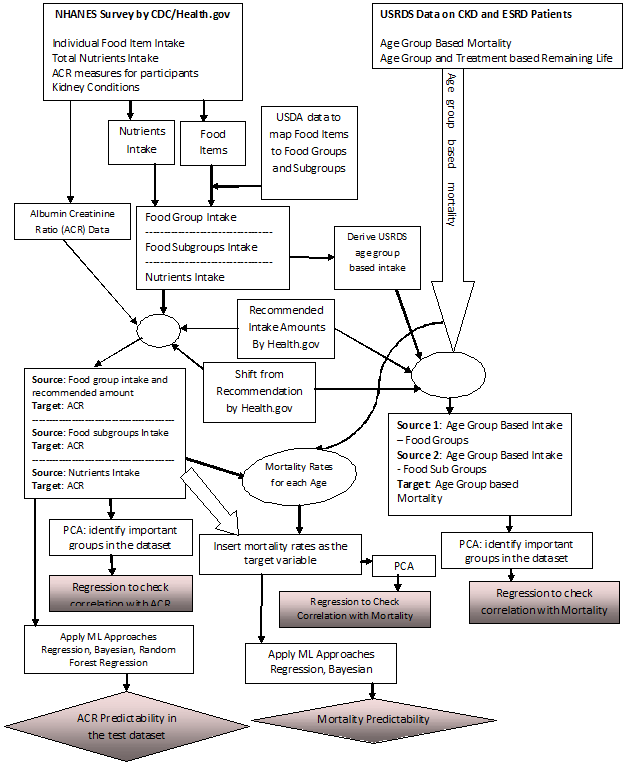 NHANES Survey by CDC/Health.gov
Individual Food Item Intake
Total Nutrients Intake
ACR measures for participants
Kidney Conditions
USRDS Data on CKD and ESRD Patients
Age Group Based Mortality
Age Group and Treatment based Remaining Life
Age group based mortality
Nutrients
Intake
Food
Items
USDA data to
map Food Items
to Food Groups
and Subgroups
Albumin Creatinine
Ratio (ACR) Data
Food Group Intake
Food Subgroups Intake
Nutrients Intake
Derive USRDS
age group
based intake
Recommended
Intake Amounts
By Health.gov
Shift from
Recommendation
by Health.gov
Source: Food group intake and
recommended amount
Target: ACR
Source: Food subgroups Intake
Target: ACR
Source: Nutrients Intake
Target: ACR
Mortality Rates
for each Age
Source 1: Age Group Based Intake
– Food Groups
Source 2: Age Group Based Intake
- Food Sub Groups
Target: Age Group based
Mortality
PCA: identify important
groups in the dataset
Regression to check
correlation with ACR
Insert mortality rates as the
target variable
PCA
Regression to Check
Correlation with Mortality
PCA: identify important
groups in the dataset
Regression to check
correlation with Mortality
Apply ML Approaches
Regression, Bayesian, Random
Forest Regression
Apply ML Approaches
Regression, Bayesian
ACR Predictability in
the test dataset
Mortality Predictability